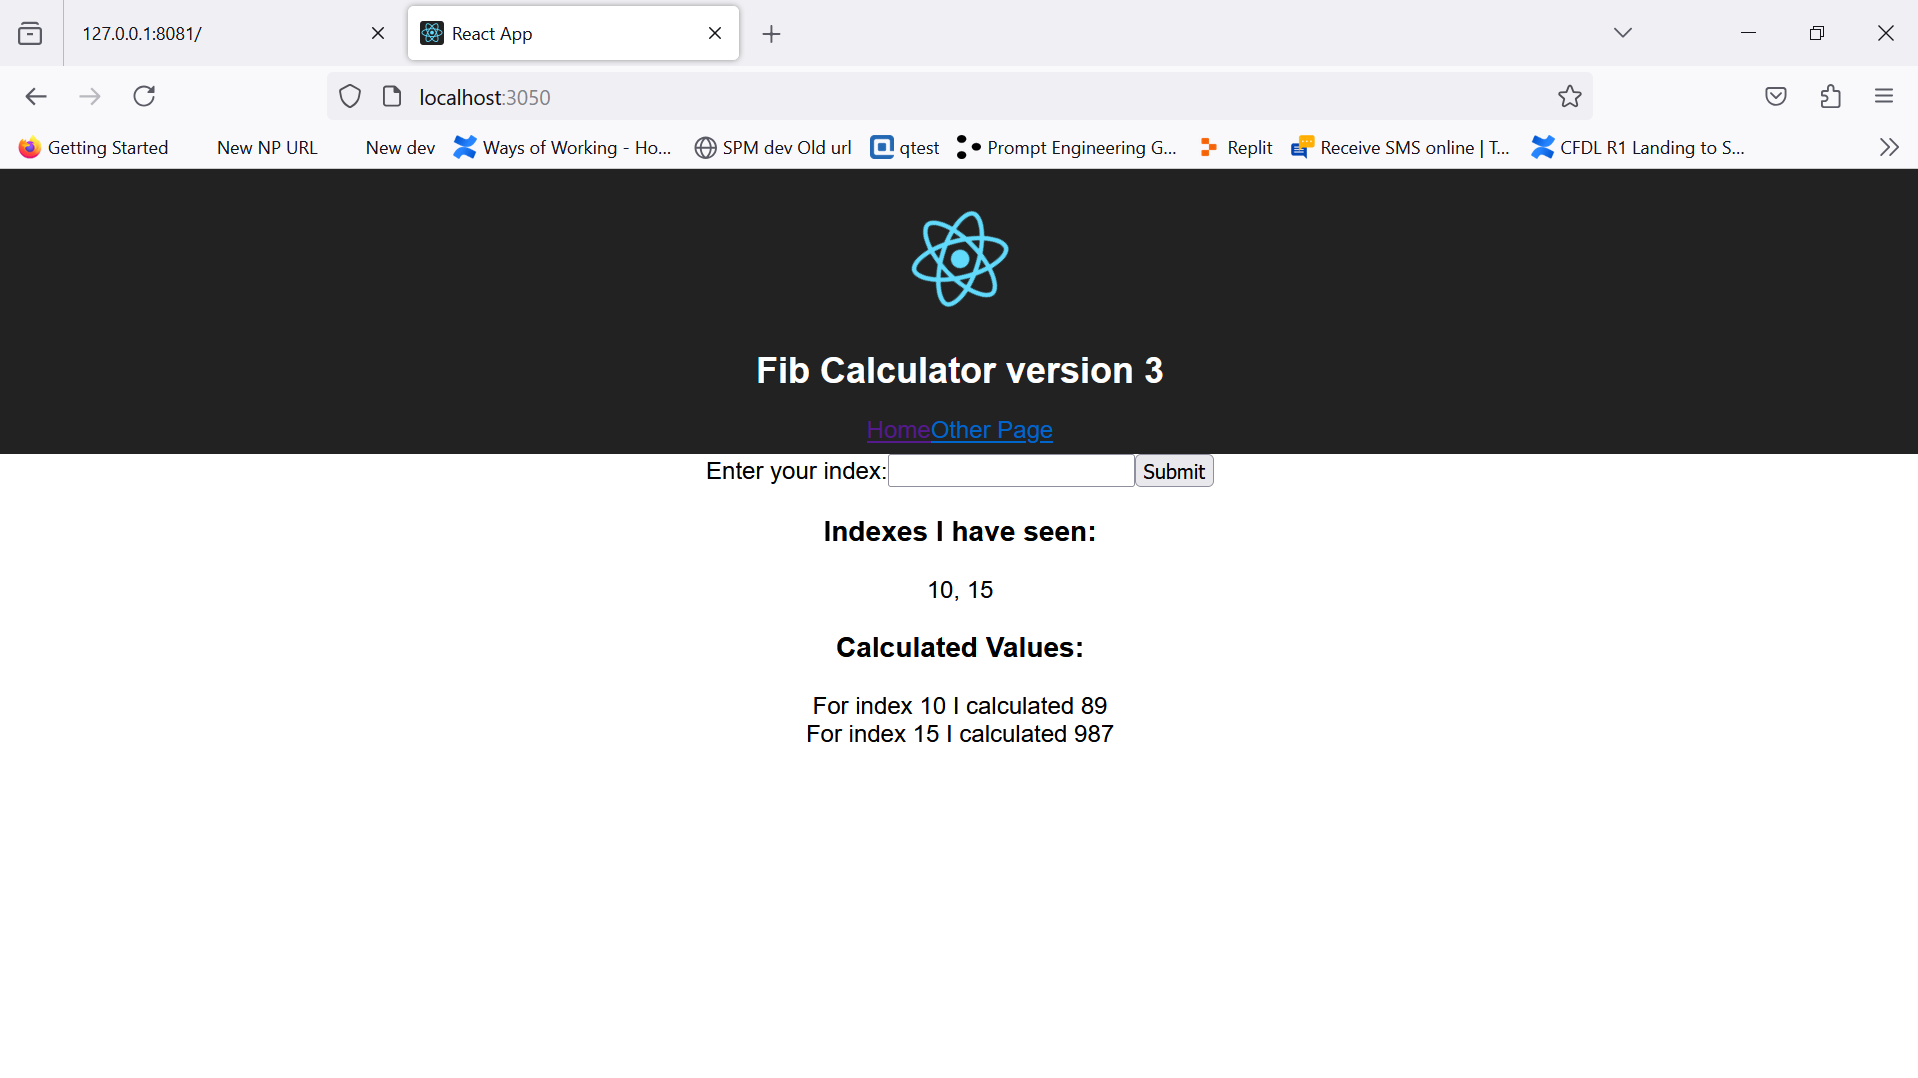 127.0.0.1:8081/
React App
localhost:3050
Getting Started New NP URL New dev Ways of Working - Ho... SPM dev Old url qtest Prompt Engineering G... Replit Receive SMS online | T... CFDL R1 Landing to S...
Fib Calculator version 3
HomeOther Page
Enter your index: Submit
Indexes I have seen:
10, 15
Calculated Values:
For index 10 I calculated 89
For index 15 I calculated 987